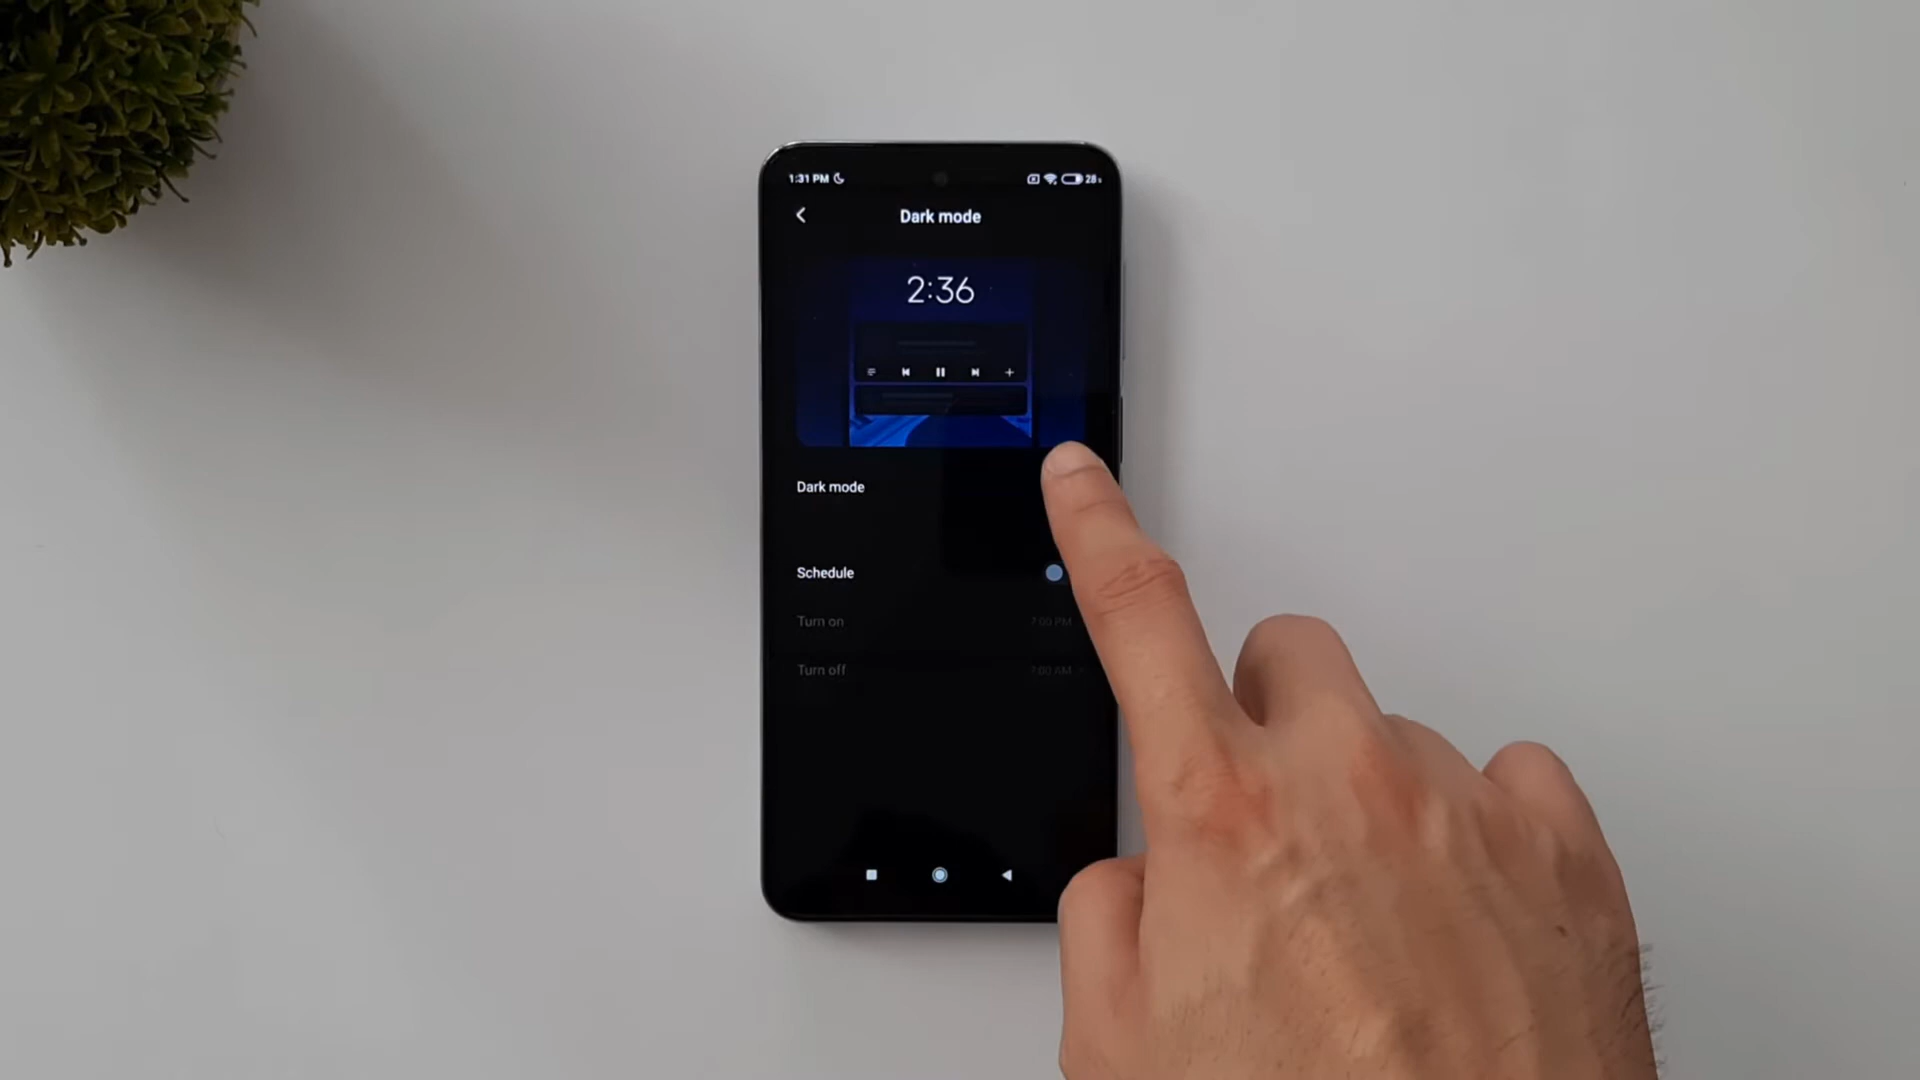 1:31 PM 28
Dark mode
2:36
Dark mode
Schedule
Turn on 7:00 PM
Turn off 7:00 AM